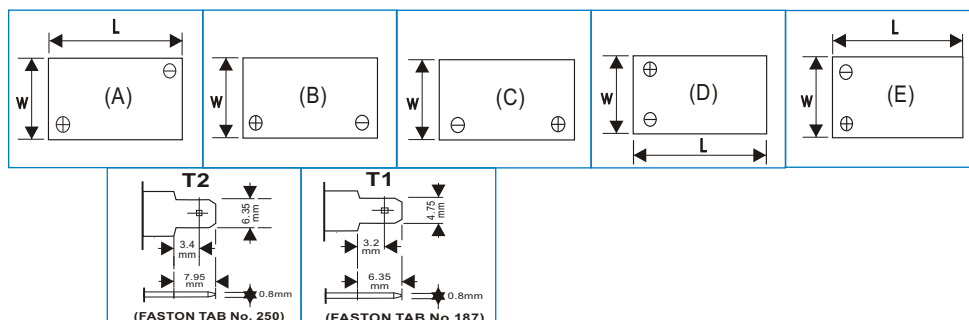 L
W
(A)
⊖
⊕
W
(B)
⊕
⊖
W
(C)
⊖
⊕
W
⊕
(D)
⊖
L
L
W
⊖
(E)
⊕
T2
6.35
mm
3.4
mm
7.95
mm
0.8mm
(FASTON TAB No. 250)
T1
4.75
mm
3.2
mm
6.35
mm
0.8mm
(FASTON TAB No 187)